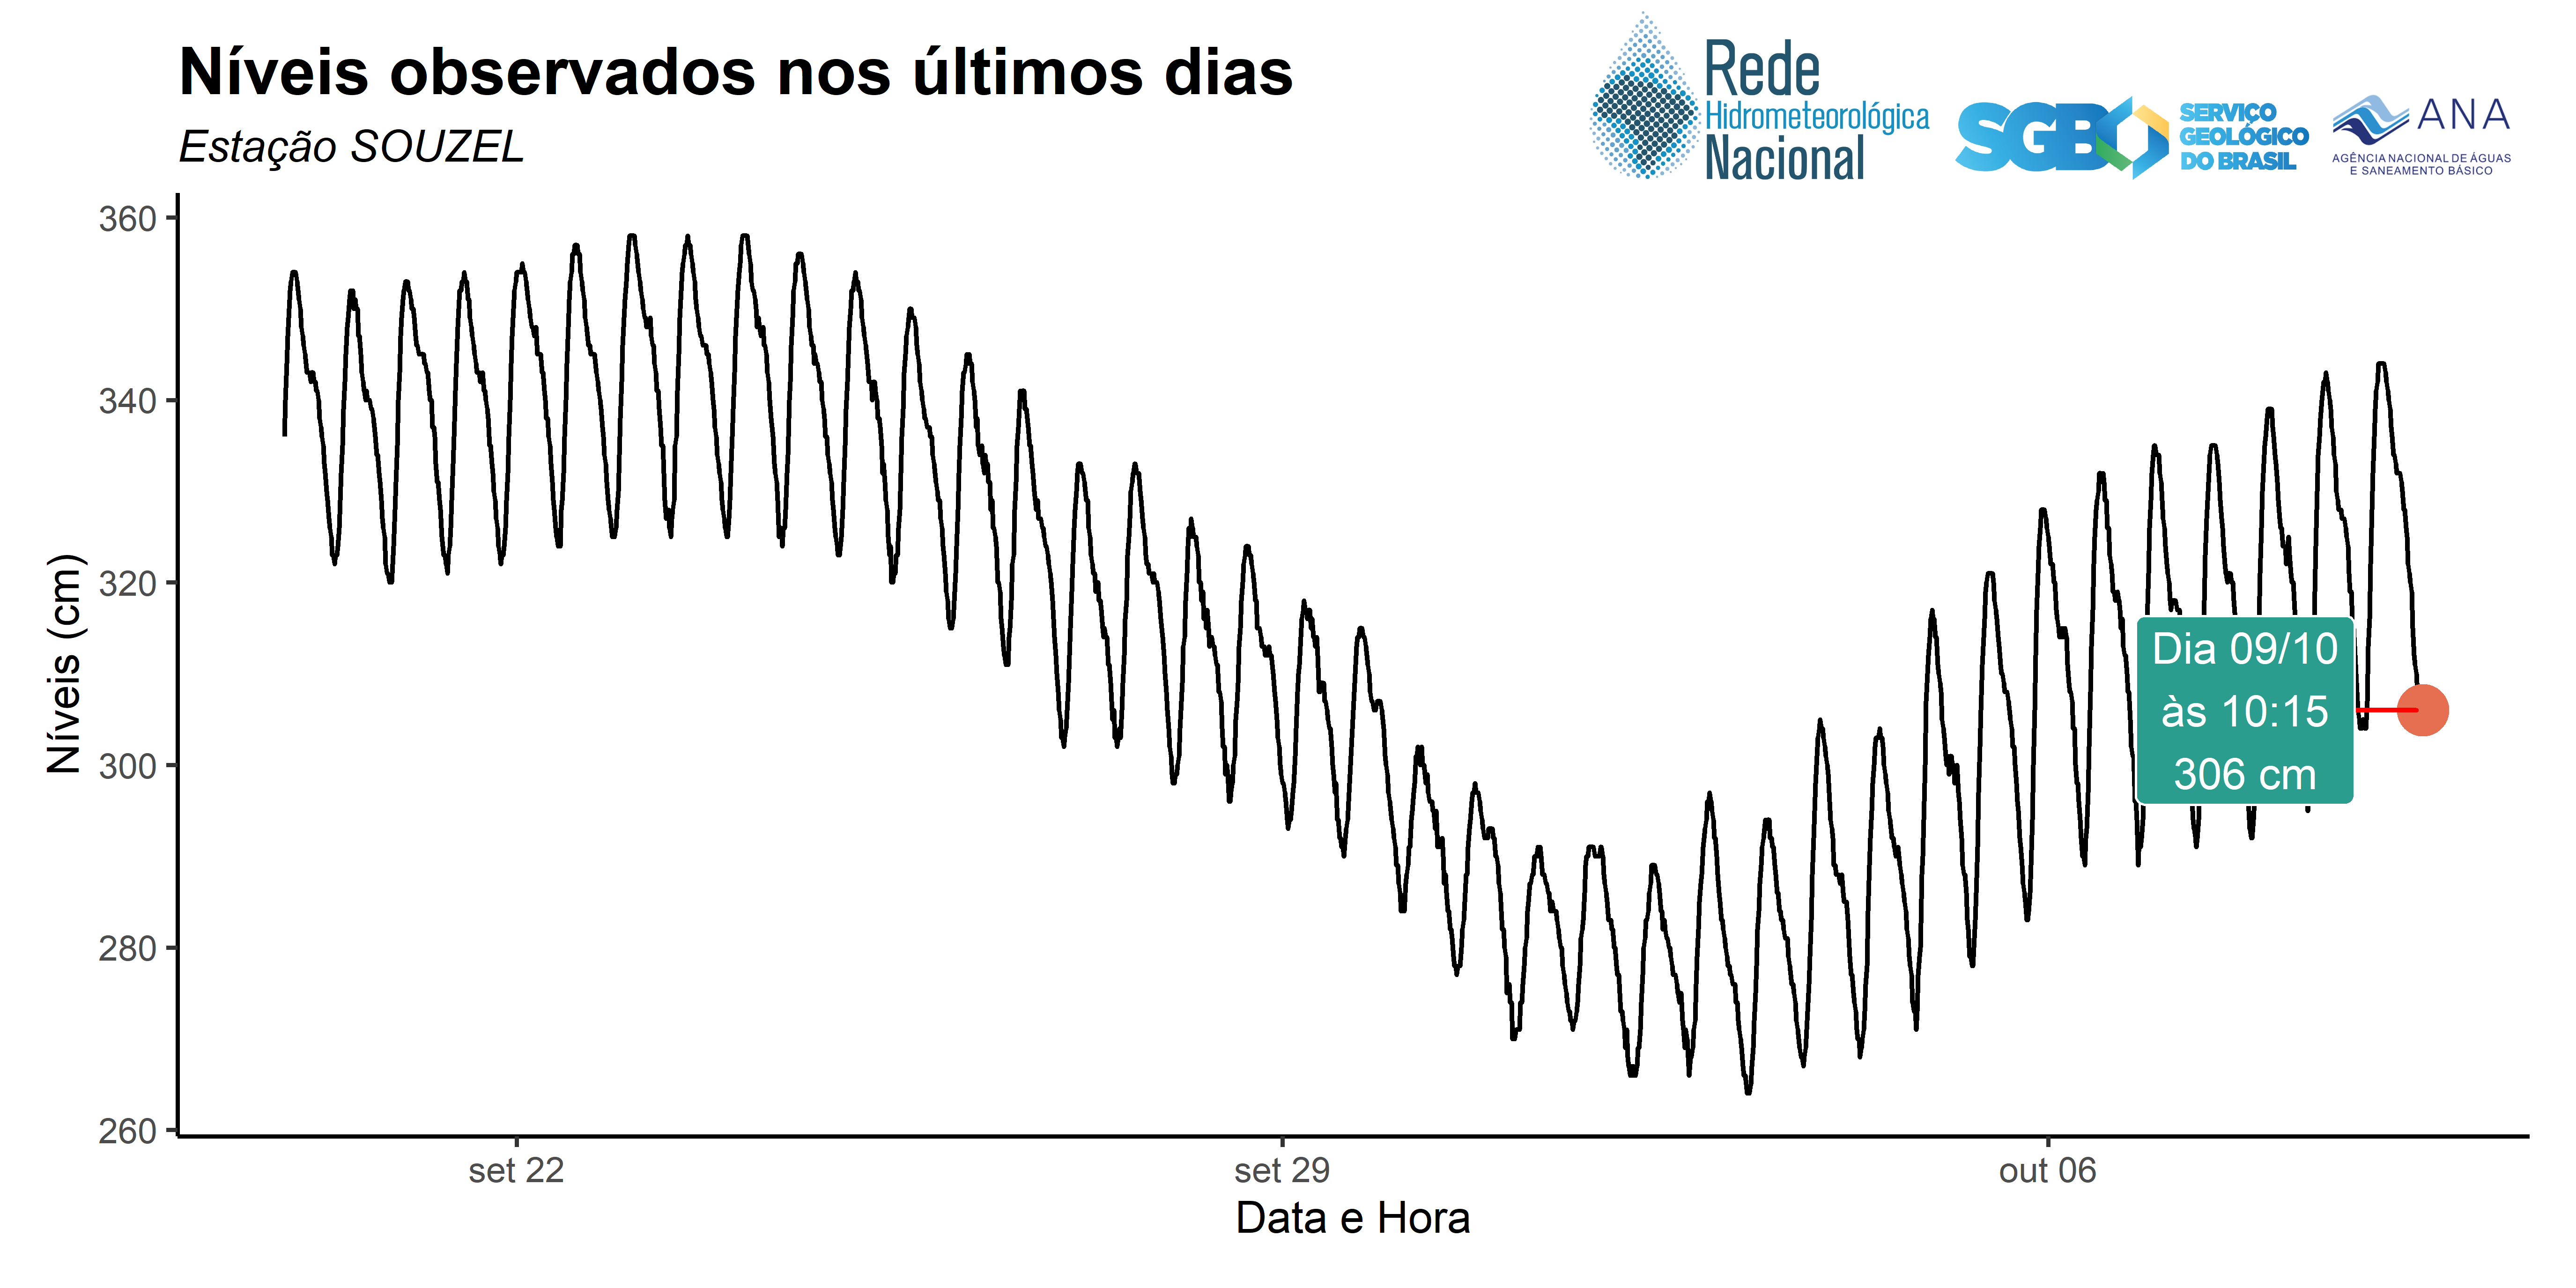 Níveis observados nos últimos dias
Estação SOUZEL
Rede
Hidrometeorológica
Nacional
SGB
SERVIÇO
GEOLÓGICO
DO BRASIL
ANA
AGÊNCIA NACIONAL DE ÁGUAS
E SANEAMENTO BÁSICO
Níveis (cm)
360
340
320
300
280
260
Dia 09/10
às 10:15
306 cm
set 22
set 29
out 06
Data e Hora